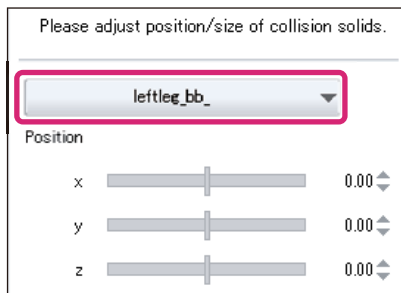 Please adjust position/size of collision solids.
leftleg_bb_
Position
x 0.00
y 0.00
z 0.00